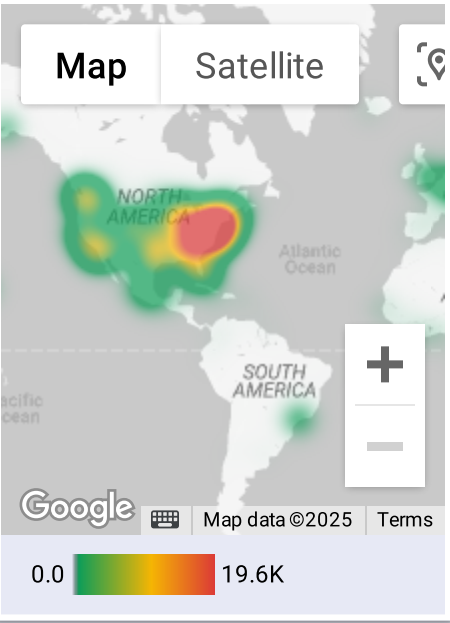 Map
Satellite
NORTH
AMERICA
Atlantic
Ocean
SOUTH
AMERICA
acific
cean
Google
Map data ©2025
Terms
0.0
19.6K